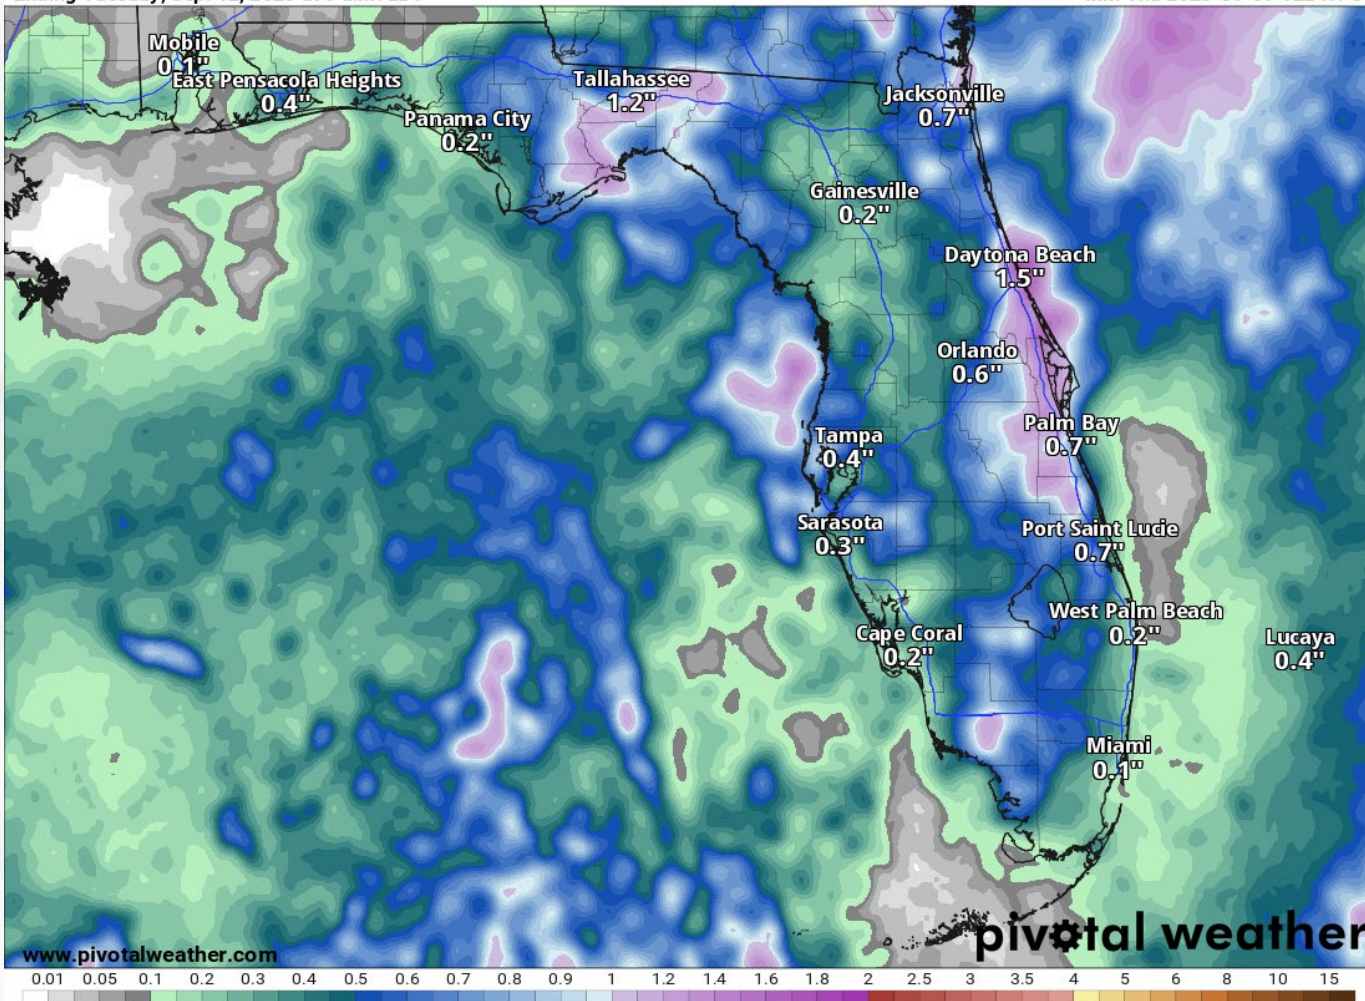 Mobile
0.1"
East Pensacola Heights
0.4"
Tallahassee
1.2"
Jacksonville
0.7"
Panama City
0.2"
Gainesville
0.2"
Daytona Beach
1.5"
Orlando
0.6"
Palm Bay
0.7"
Tampa
0.4"
Sarasota
0.3"
Port Saint Lucie
0.7"
West Palm Beach
0.2"
Cape Coral
0.2"
Lucaya
0.4"
Miami
0.1"
pivotal weather
www.pivotalweather.com
0.01 0.05 0.1 0.2 0.3 0.4 0.5 0.6 0.7 0.8 0.9 1 1.2 1.4 1.6 1.8 2 2.5 3 3.5 4 5 6 8 10 15